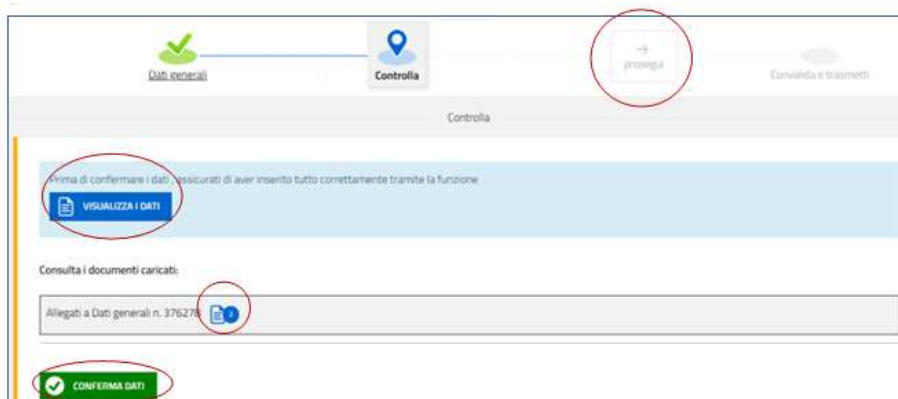 Dati generali
Controlla
prosegui
Convalida e trasmetti
Controlla
Prima di confermare i dati, assicurati di aver inserito tutto correttamente tramite la funzione
VISUALIZZA I DATI
Consulta i documenti caricati:
Allegati a Dati generali n. 376278 2
CONFERMA DATI